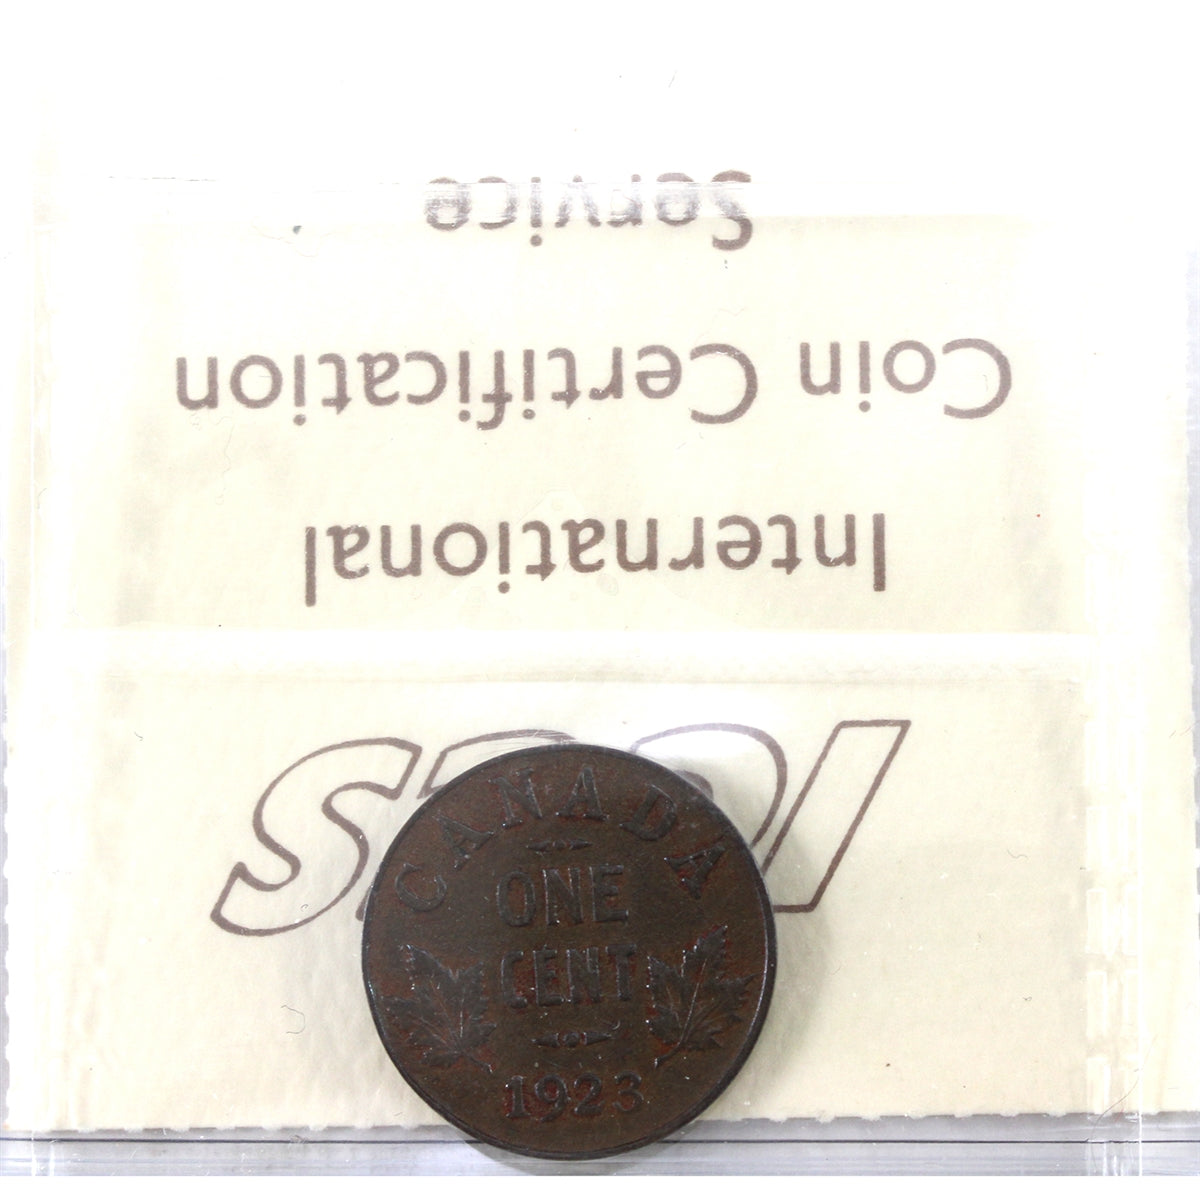 ICCS
International
Coin Certification
Service
CANADA
ONE
CENT
1923